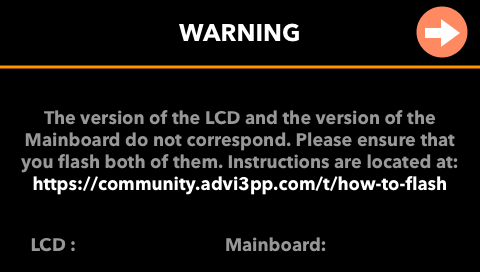 WARNING
The version of the LCD and the version of the
Mainboard do not correspond. Please ensure that
you flash both of them. Instructions are located at:
https://community.advi3pp.com/t/how-to-flash
LCD : Mainboard: